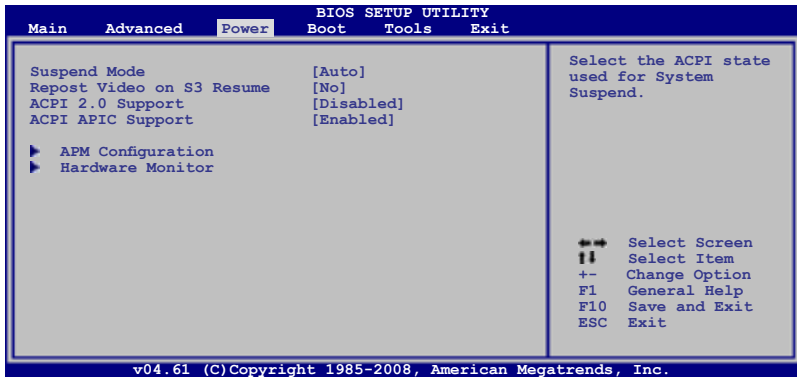 BIOS SETUP UTILITY
Main Advanced Power Boot Tools Exit
Suspend Mode [Auto]
Repost Video on S3 Resume [No]
ACPI 2.0 Support [Disabled]
ACPI APIC Support [Enabled]
APM Configuration
Hardware Monitor
Select the ACPI state
used for System
Suspend.
Select Screen
Select Item
+- Change Option
F1 General Help
F10 Save and Exit
ESC Exit
v04.61 (C)Copyright 1985-2008, American Megatrends, Inc.